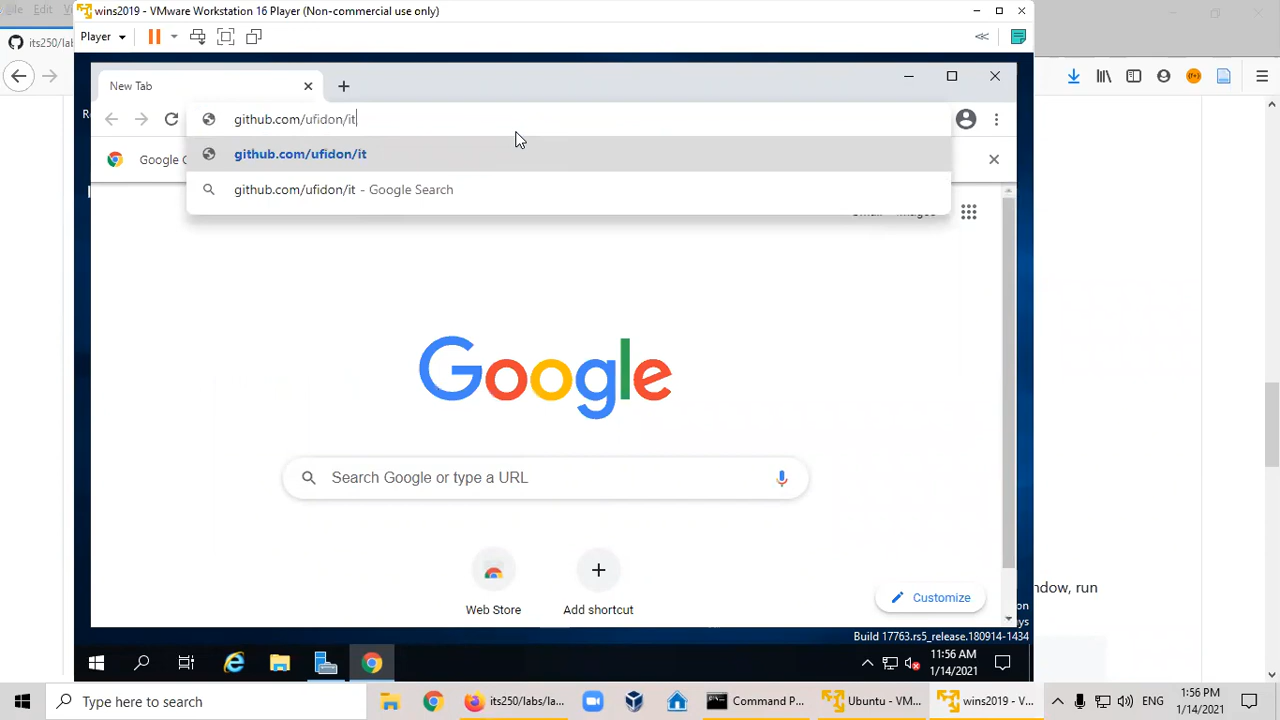 File Ed
wins2019 - VMware Workstation 16 Player (Non-commercial use only)
Player
<<
its250/lab
New Tab
github.com/ufidon/it
Google C
github.com/ufidon/it
github.com/ufidon/it - Google Search
Google
Search Google or type a URL
Web Store
Add shortcut
Customize
ndow, run
Build 17763.rs5_release.180914-1434
11:56 AM
1/14/2021
Type here to search
its250/labs/la...
Command P...
Ubuntu - VM...
wins2019 - V...
ENG
1:56 PM
1/14/2021